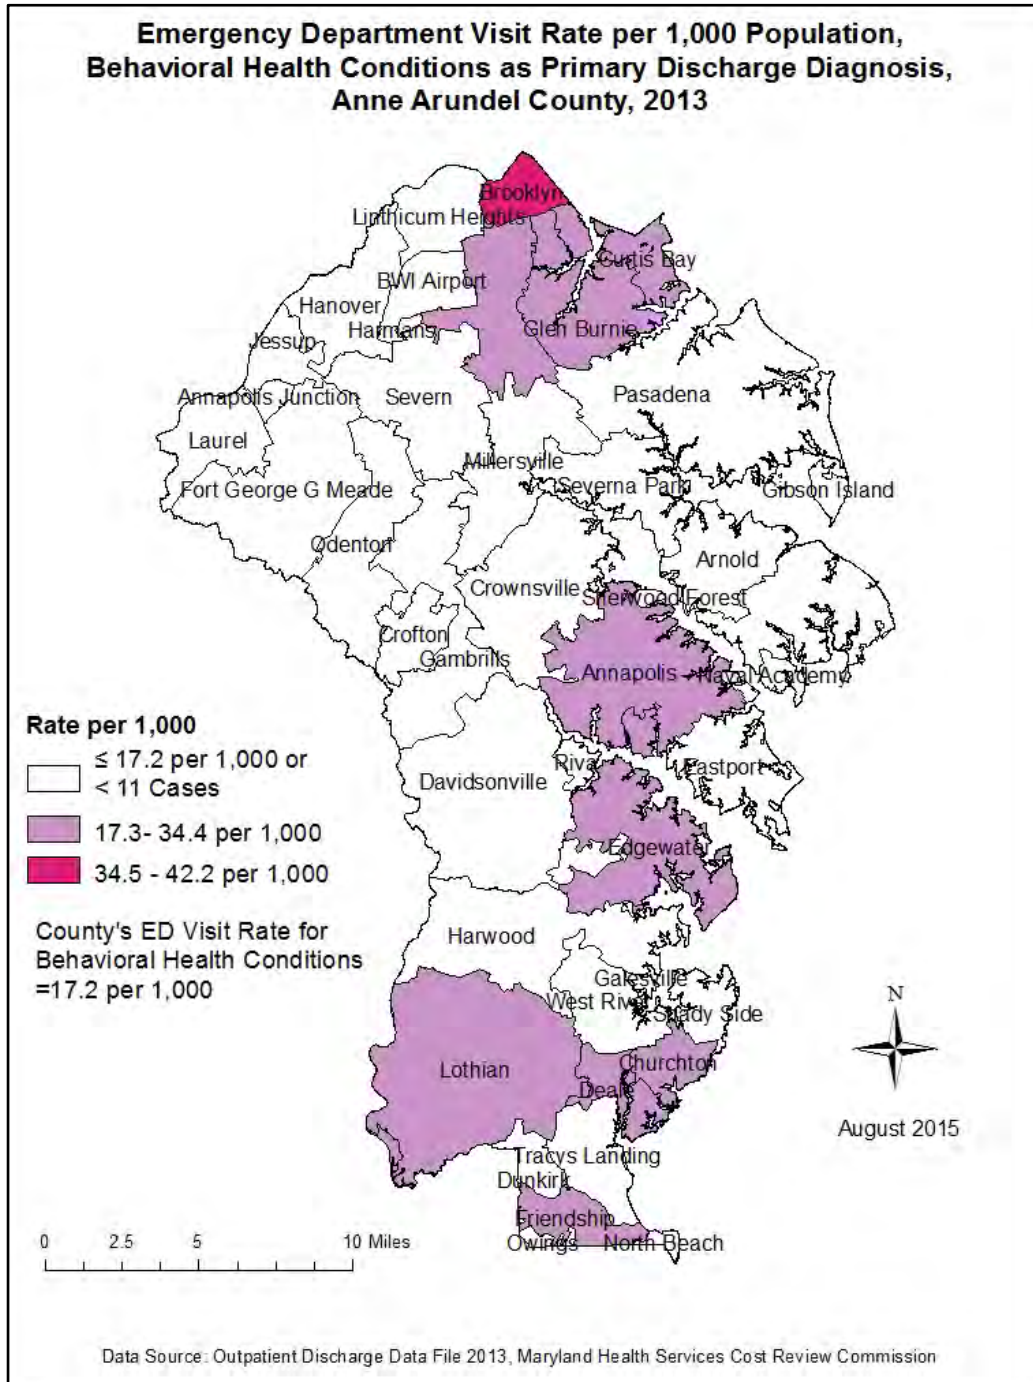 Emergency Department Visit Rate per 1,000 Population,
Behavioral Health Conditions as Primary Discharge Diagnosis,
Anne Arundel County, 2013
Brooklyn
Linthicum Heights
Curtis Bay
BWI Airport
Hanover
Harmans
Glen Burnie
Jessup
Pasadena
Annapolis Junction
Severn
Laurel
Millersville
Fort George G Meade
Severna Park
Gibson Island
Odenton
Arnold
Crownsville
Sherwood Forest
Crofton
Gambrills
Annapolis
Naval Academy
Rate per 1,000
≤ 17.2 per 1,000 or
< 11 Cases
17.3- 34.4 per 1,000
34.5 - 42.2 per 1,000
County's ED Visit Rate for
Behavioral Health Conditions
=17.2 per 1,000
Riva
Eastport
Davidsonville
Edgewater
Harwood
Galesville
West River
Shady Side
N
Churchton
Lothian
Deale
August 2015
Tracys Landing
Dunkirk
Friendship
Owings
North Beach
0 2.5 5 10 Miles
Data Source: Outpatient Discharge Data File 2013, Maryland Health Services Cost Review Commission